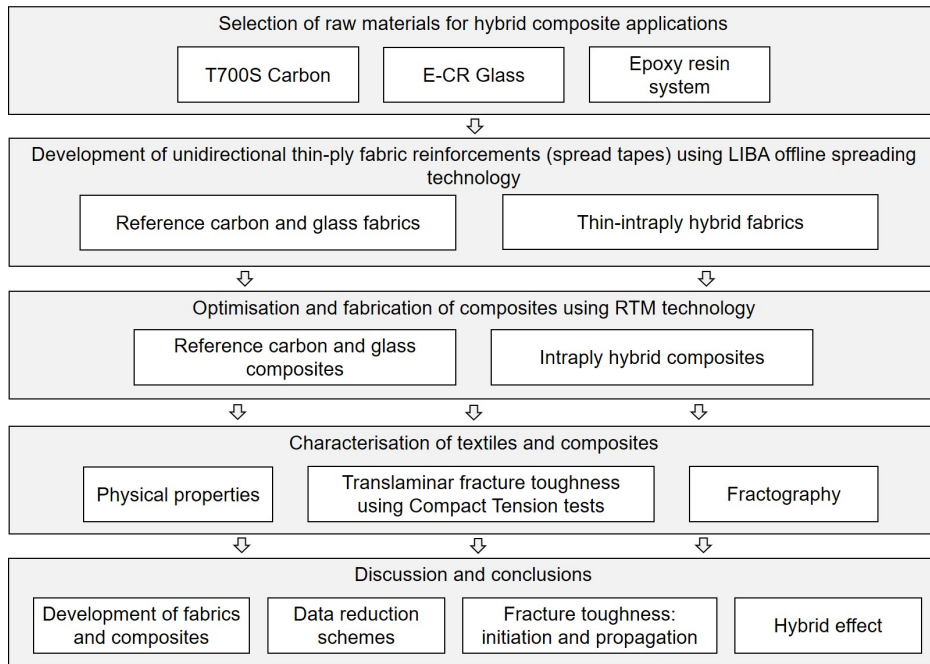 Selection of raw materials for hybrid composite applications
T700S Carbon
E-CR Glass
Epoxy resin
system
Development of unidirectional thin-ply fabric reinforcements (spread tapes) using LIBA offline spreading
technology
Reference carbon and glass fabrics
Thin-intraply hybrid fabrics
Optimisation and fabrication of composites using RTM technology
Reference carbon and glass
composites
Intraply hybrid composites
Characterisation of textiles and composites
Physical properties
Translaminar fracture toughness
using Compact Tension tests
Fractography
Discussion and conclusions
Development of fabrics
and composites
Data reduction
schemes
Fracture toughness:
initiation and propagation
Hybrid effect